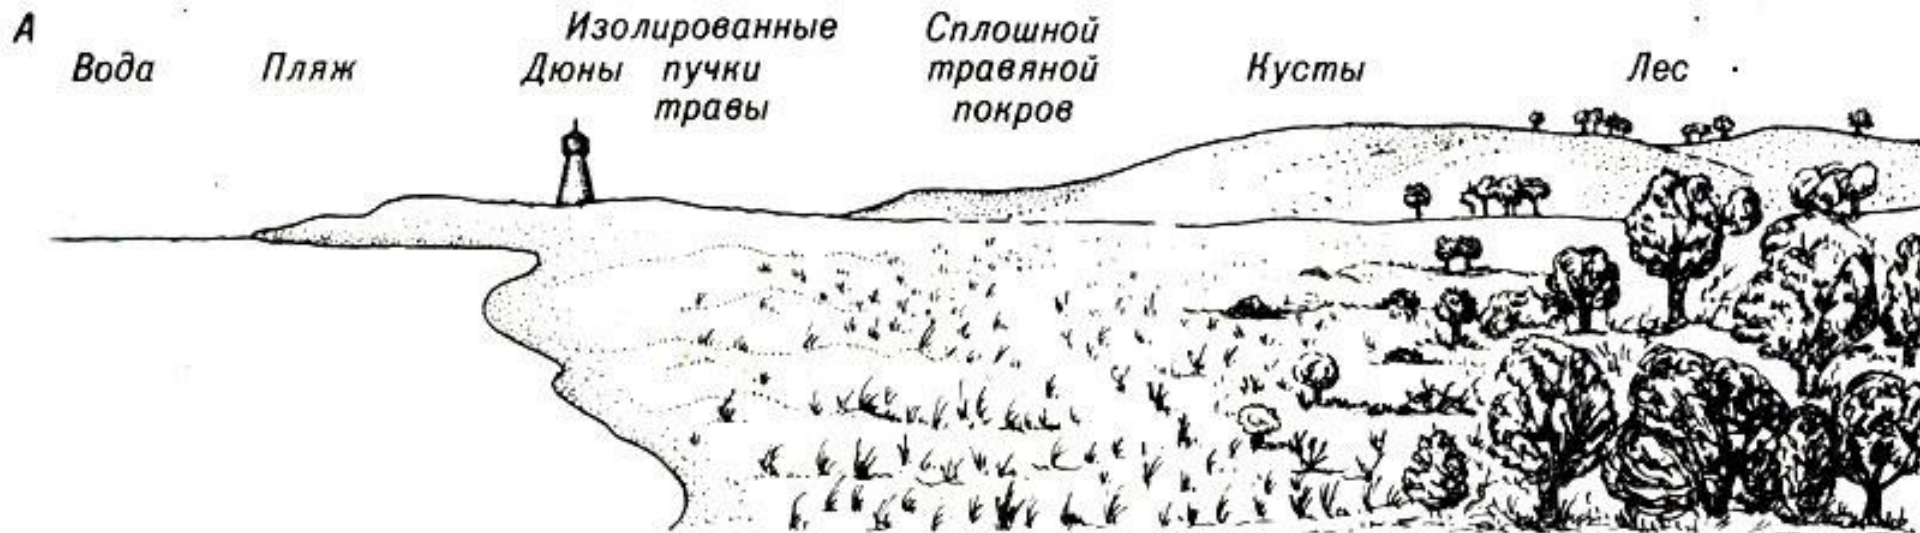 А
Вода
Пляж
Дюны
Изолированные
пучки
травы
Сплошной
травяной
покров
Кусты
Лес